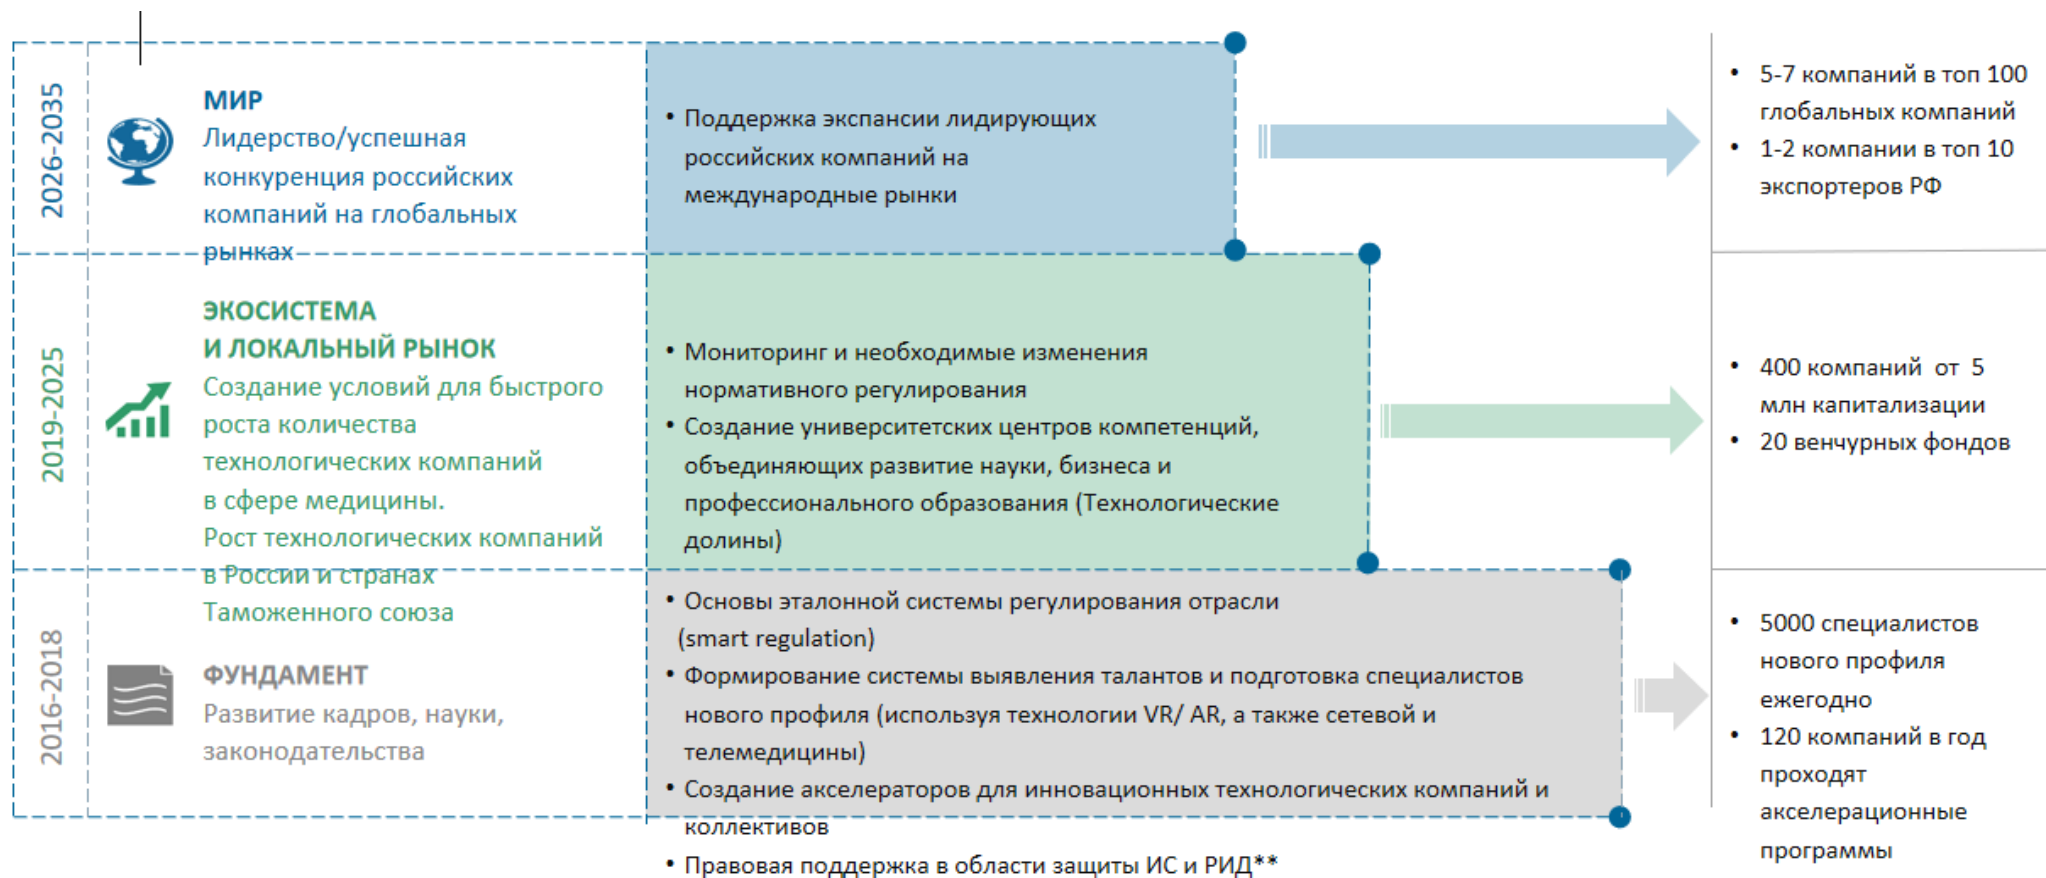 2026-2035
МИР
Лидерство/успешная
конкуренция российских
компаний на глобальных
рынках
• Поддержка экспансии лидирующих
российских компаний на
международные рынки
• 5-7 компаний в топ 100
глобальных компаний
• 1-2 компании в топ 10
экспортеров РФ
2019-2025
ЭКОСИСТЕМА
И ЛОКАЛЬНЫЙ РЫНОК
Создание условий для быстрого
роста количества
технологических компаний
в сфере медицины.
Рост технологических компаний
в России и странах
Таможенного союза
• Мониторинг и необходимые изменения
нормативного регулирования
• Создание университетских центров компетенций,
объединяющих развитие науки, бизнеса и
профессионального образования (Технологические
долины)
• 400 компаний от 5
млн капитализации
• 20 венчурных фондов
2016-2018
ФУНДАМЕНТ
Развитие кадров, науки,
законодательства
• Основы эталонной системы регулирования отрасли
(smart regulation)
• Формирование системы выявления талантов и подготовка специалистов
нового профиля (используя технологии VR/ AR, а также сетевой и
телемедицины)
• Создание акселераторов для инновационных технологических компаний и
коллективов
• Правовая поддержка в области защиты ИС и РИД**
• 5000 специалистов
нового профиля
ежегодно
• 120 компаний в год
проходят
акселерационные
программы